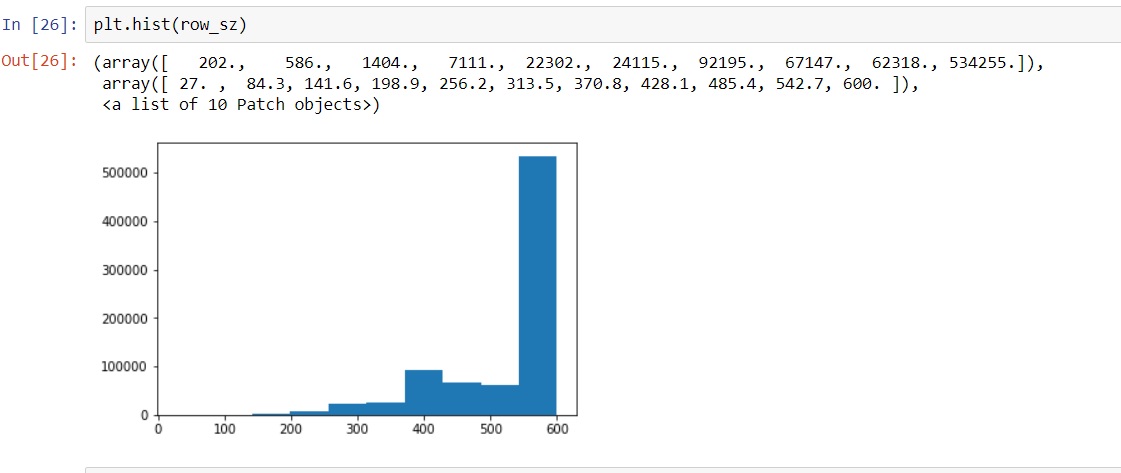 In [26]: plt.hist(row_sz)
Out[26]: (array([   202.,    586.,   1404.,   7111.,  22302.,  24115.,  92195.,  67147.,  62318., 534255.]),
array([ 27. ,  84.3, 141.6, 198.9, 256.2, 313.5, 370.8, 428.1, 485.4, 542.7, 600. ]),
<a list of 10 Patch objects>)
500000
400000
300000
200000
100000
0
0 100 200 300 400 500 600